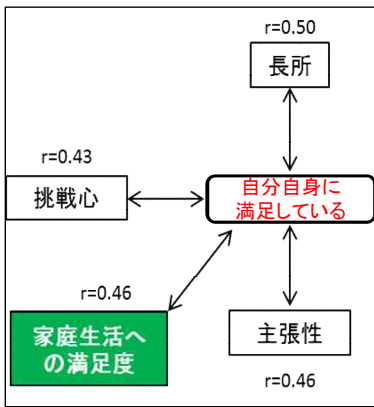 r=0.50
長所
r=0.43
挑戦心
自分自身に
満足している
r=0.46
家庭生活へ
の満足度
主張性
r=0.46